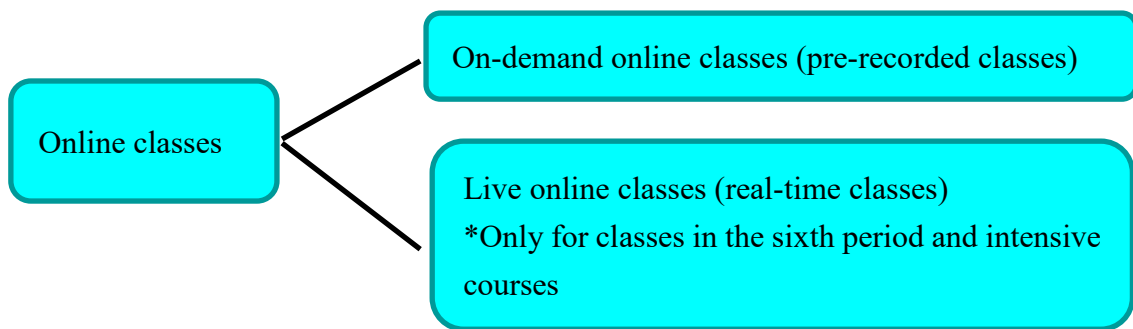 On-demand online classes (pre-recorded classes)
Online classes
Live online classes (real-time classes)
*Only for classes in the sixth period and intensive
courses